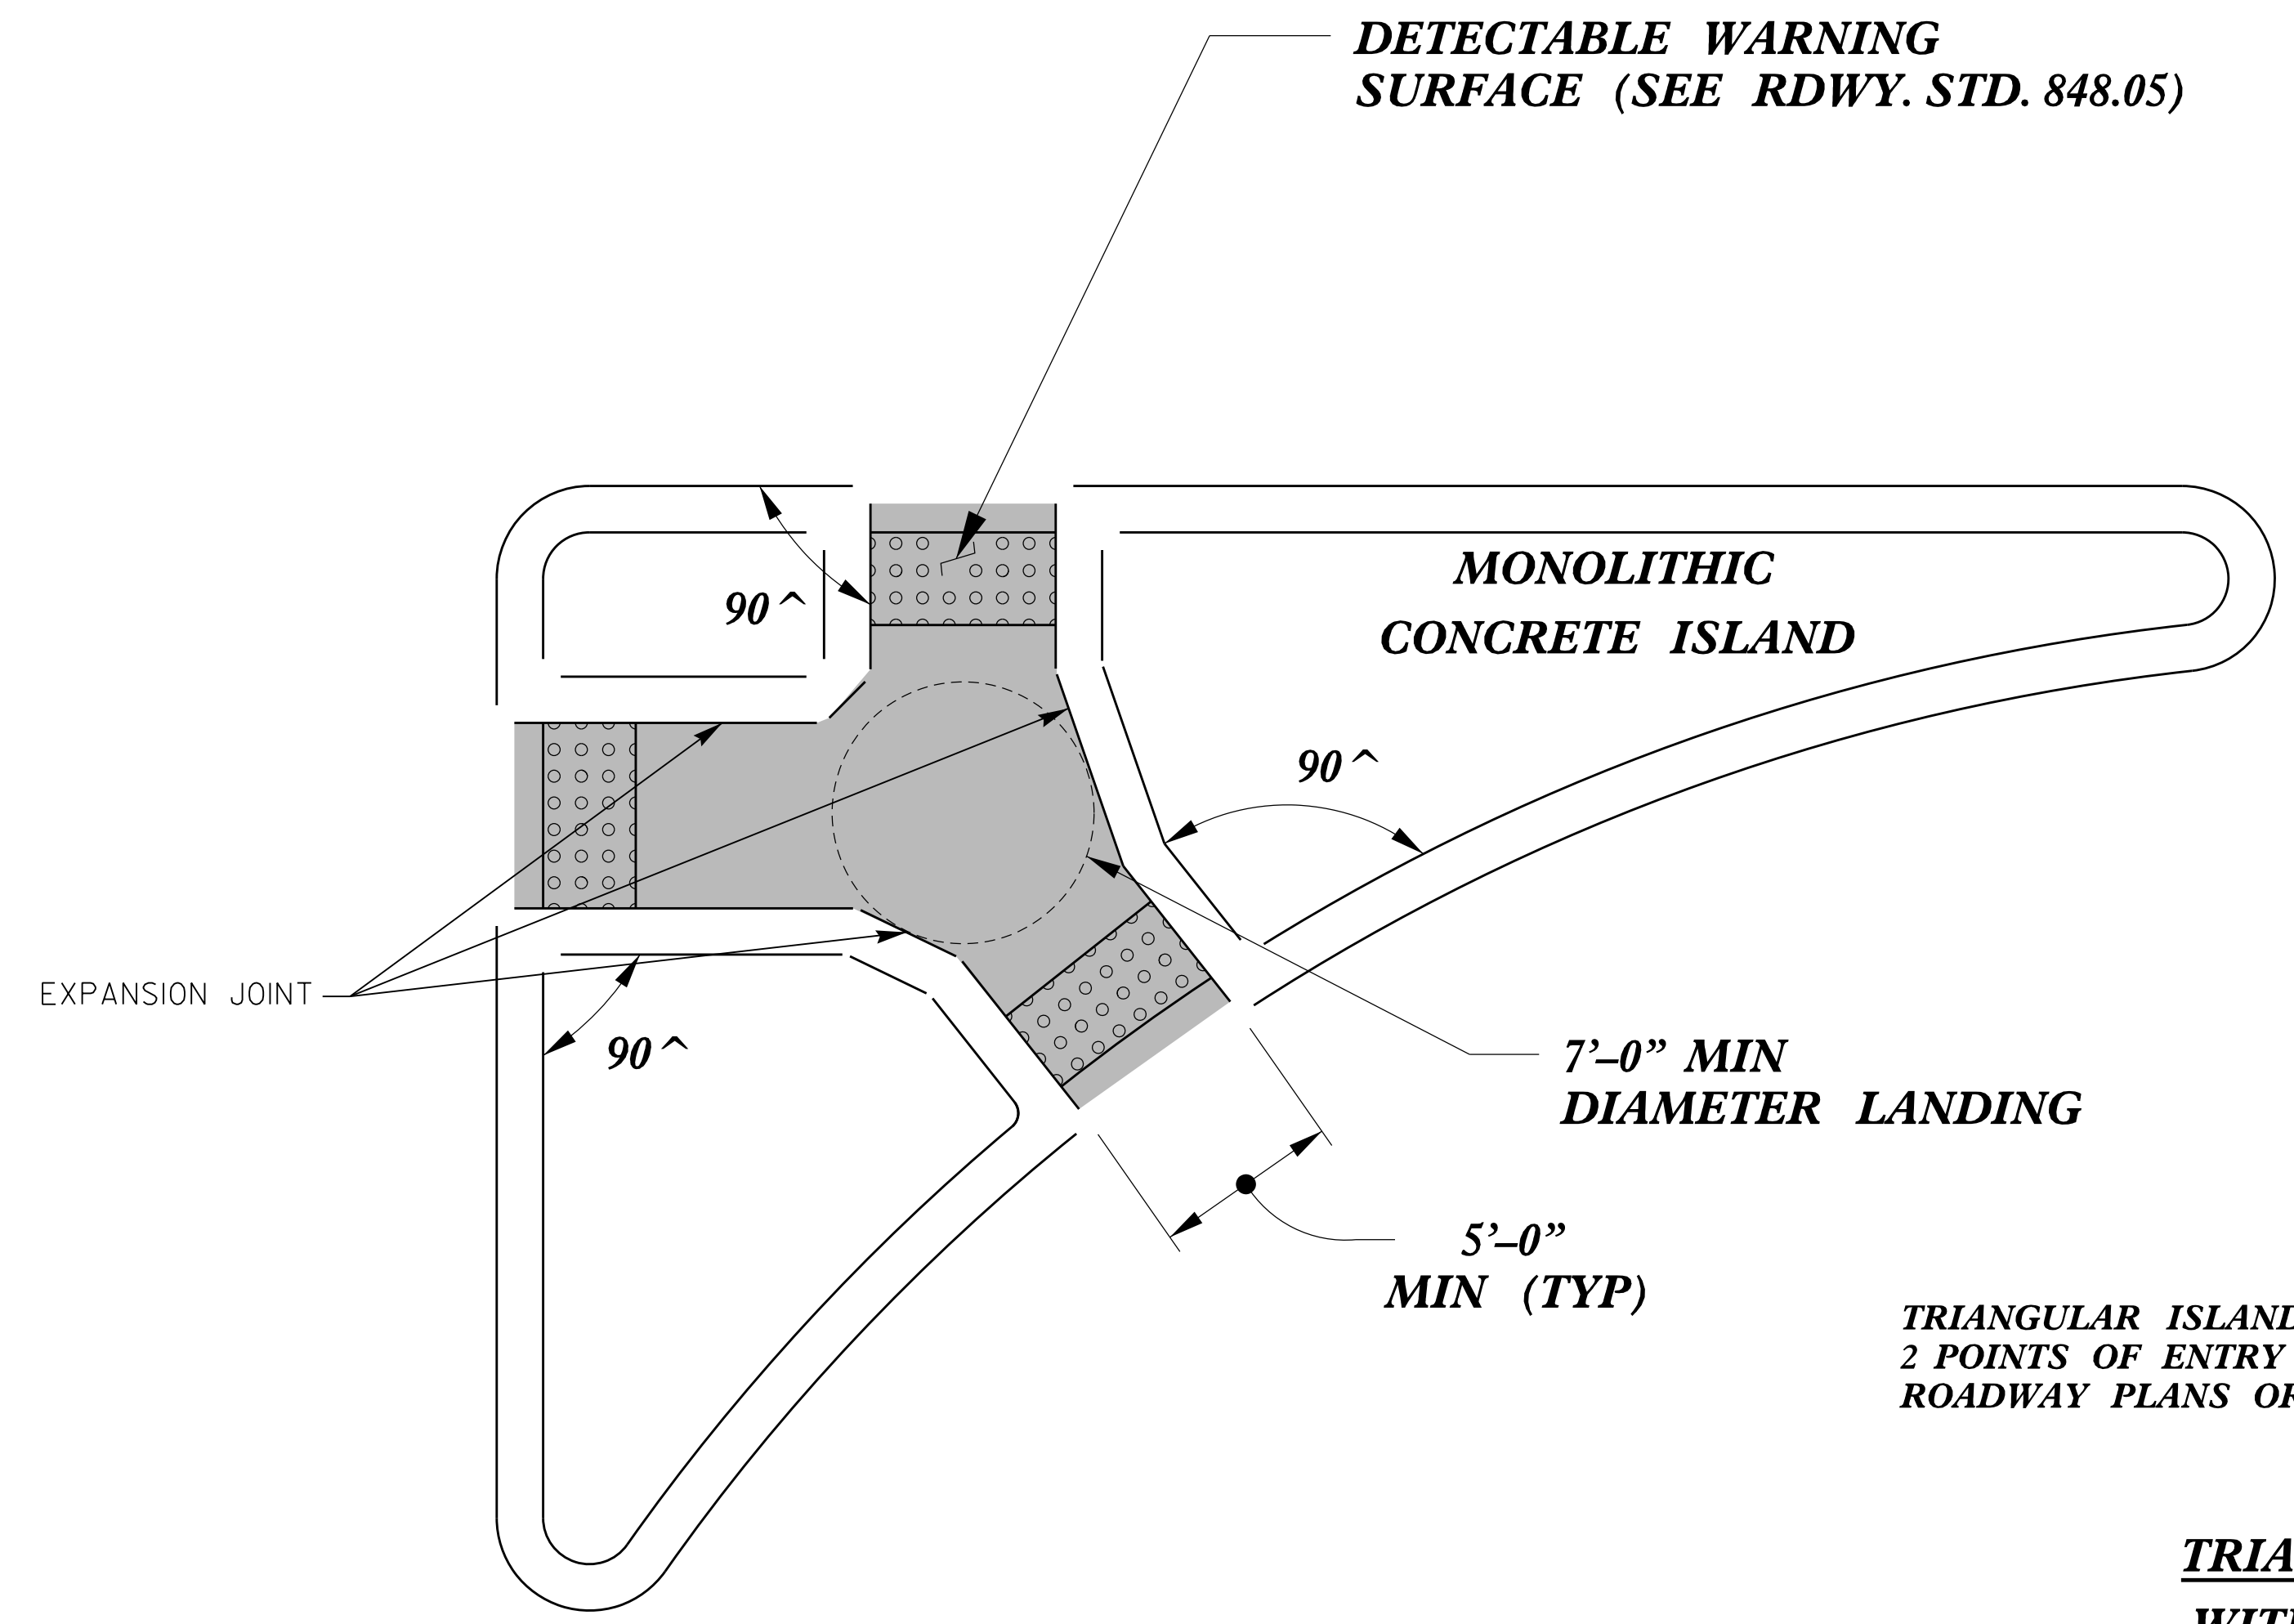 DETECTABLE WARNING
SURFACE (SEE RDWY. STD. 848.05)
MONOLITHIC
CONCRETE ISLAND
90^
90^
EXPANSION JOINT
90^
7’–0” MIN
DIAMETER LANDING
5’–0”
MIN (TYP)
TRIANGULAR
2 POINTS OF ENTRY
ROADWAY PLANS